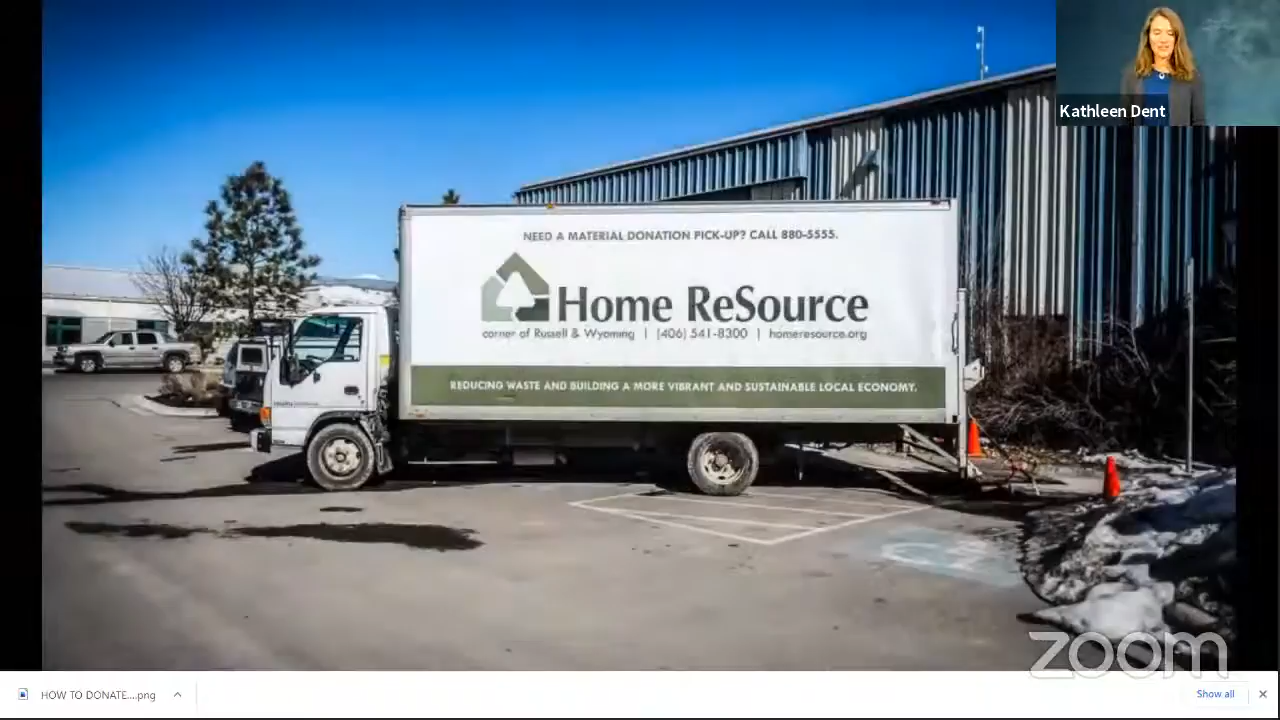 Kathleen Dent
NEED A MATERIAL DONATION PICK-UP? CALL 880-5555.
Home ReSource
corner of Russell & Wyoming | (406) 541-8300 | homeresource.org
REDUCING WASTE AND BUILDING A MORE VIBRANT AND SUSTAINABLE LOCAL ECONOMY.
zoom
HOW TO DONATE....png
Show all